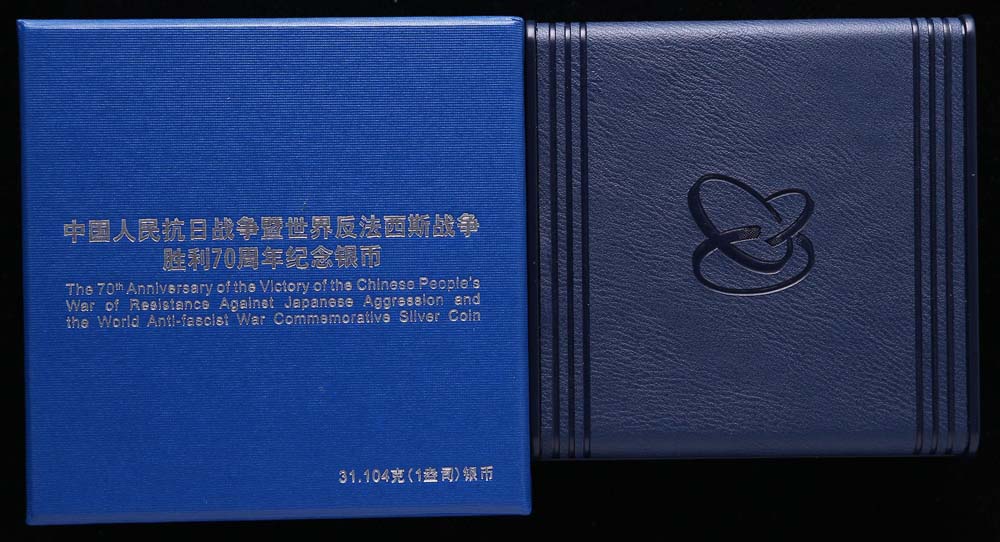 中国人民抗日战争暨世界反法西斯战争
胜利70周年纪念银币
The 70th Anniversary of the Victory of the Chinese People's
War of Resistance Against Japanese Aggression and
the World Anti-fascist War Commemorative Silver Coin
31.104克(1盎司)银币